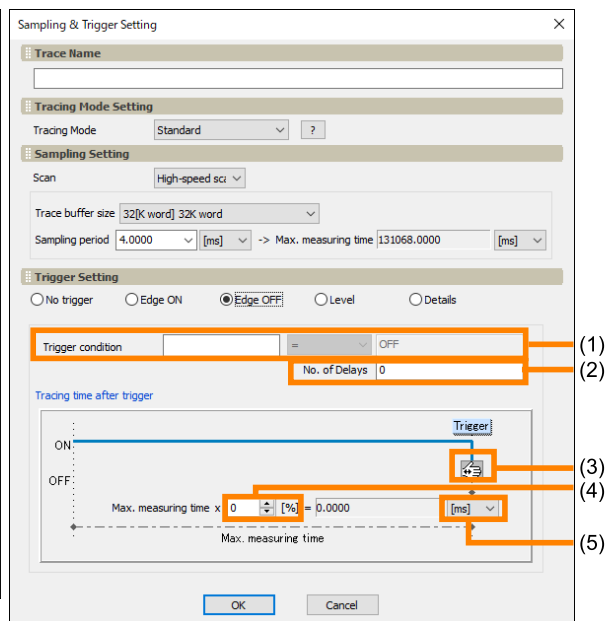 Sampling & Trigger Setting
Trace Name
Tracing Mode Setting
Tracing Mode Standard ?
Sampling Setting
Scan High-speed sca
Trace buffer size 32[K word] 32K word
Sampling period 4.0000 [ms] -> Max. measuring time 131068.0000 [ms]
Trigger Setting
No trigger Edge ON Edge OFF Level Details
Trigger condition = OFF (1)
No. of Delays 0 (2)
Tracing time after trigger
Trigger
ON
OFF (3)
(4)
Max. measuring time x 0 [%] = 0.0000 [ms]
Max. measuring time (5)
OK Cancel